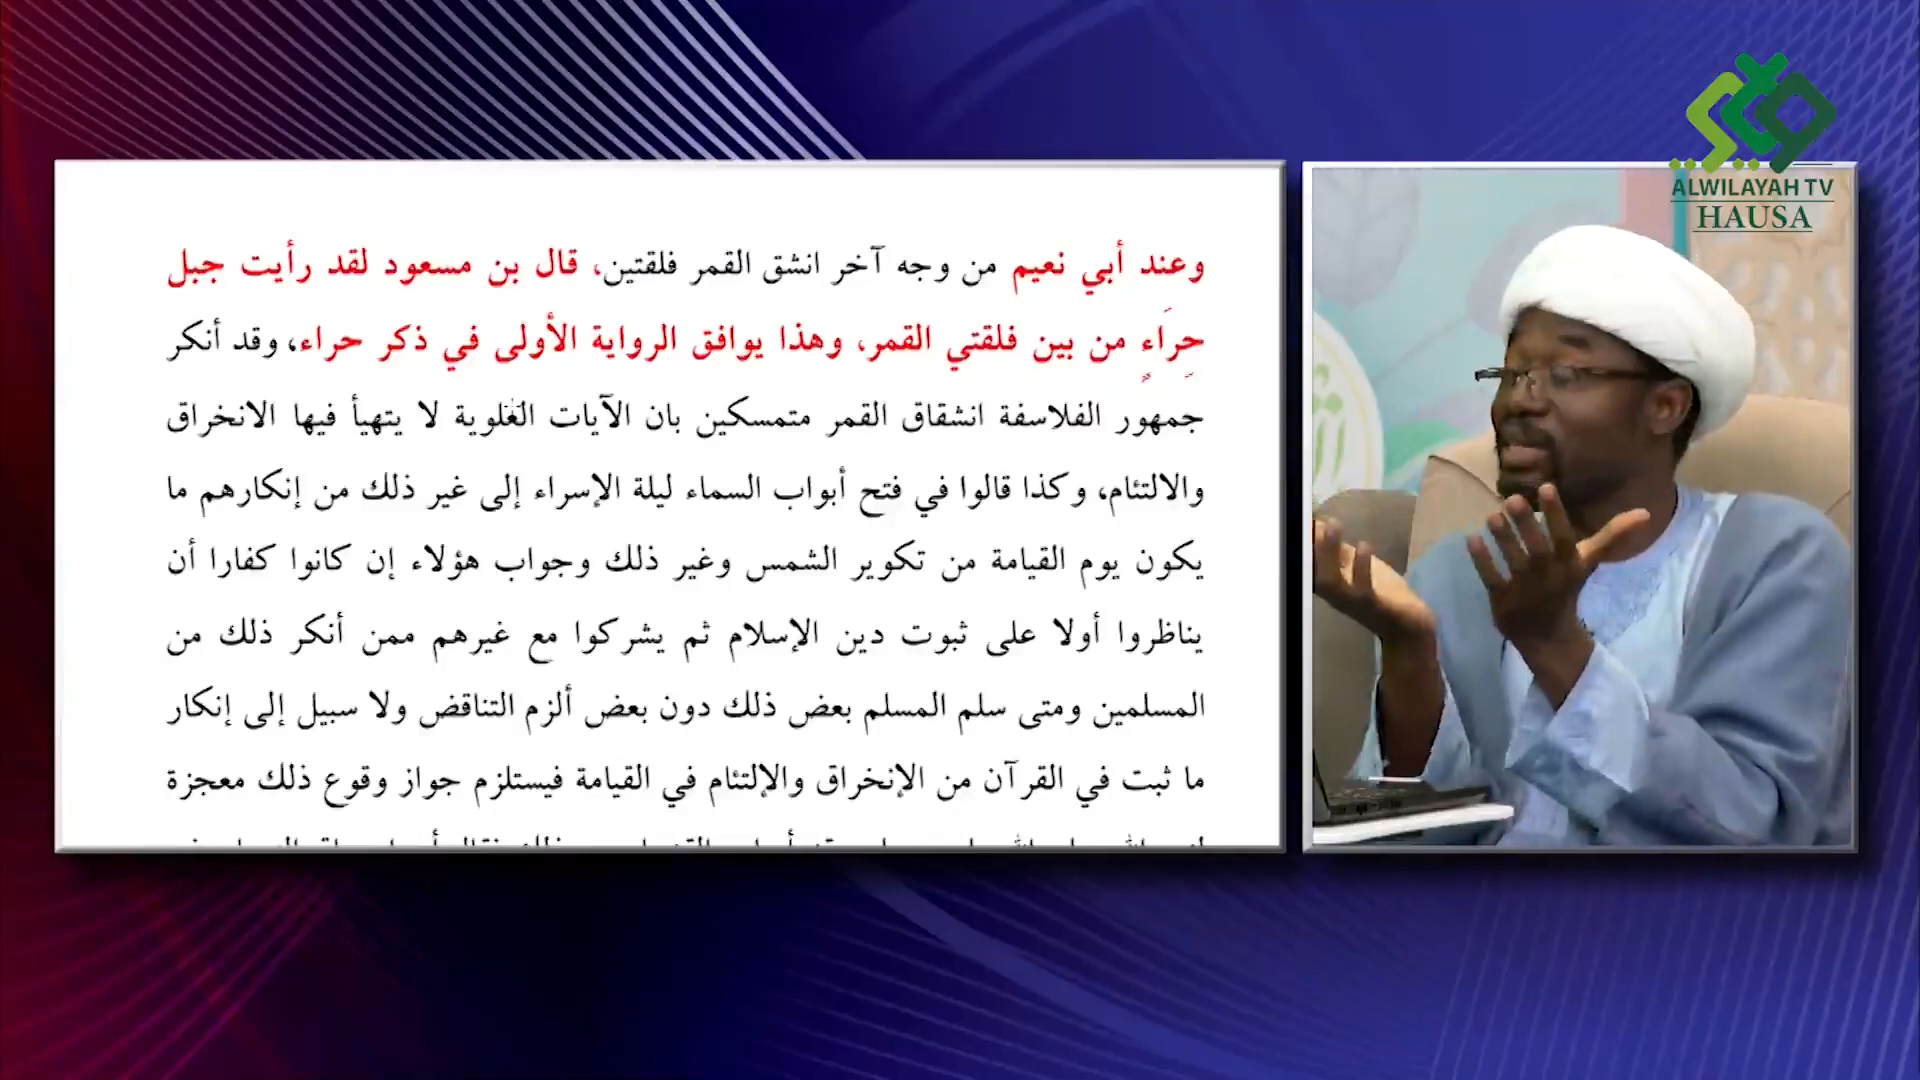 وعند أبي نعيم من وجه آخر انشق القمر فلقتين، قال بن مسعود لقد رأيت جبل
حِرَاءٍ من بين فلقتي القمر، وهذا يوافق الرواية الأولى في ذكر حراء، وقد أنكر
جمهور الفلاسفة انشقاق القمر متمسكين بان الآيات العُلوية لا يتهيأ فيها الانخراق
والالتئام، وكذا قالوا في فتح أبواب السماء ليلة الإسراء إلى غير ذلك من إنكارهم ما
يكون يوم القيامة من تكوير الشمس وغير ذلك وجواب هؤلاء إن كانوا كفارا أن
يناظروا أولا على ثبوت دين الإسلام ثم يشركوا مع غيرهم ممن أنكر ذلك من
المسلمين ومتى سلم المسلم بعض ذلك دون بعض ألزم التناقض ولا سبيل إلى إنكار
ما ثبت في القرآن من الإنخراق والإلتئام في القيامة فيستلزم جواز وقوع ذلك معجزة
ALWILAYAH TV
HAUSA